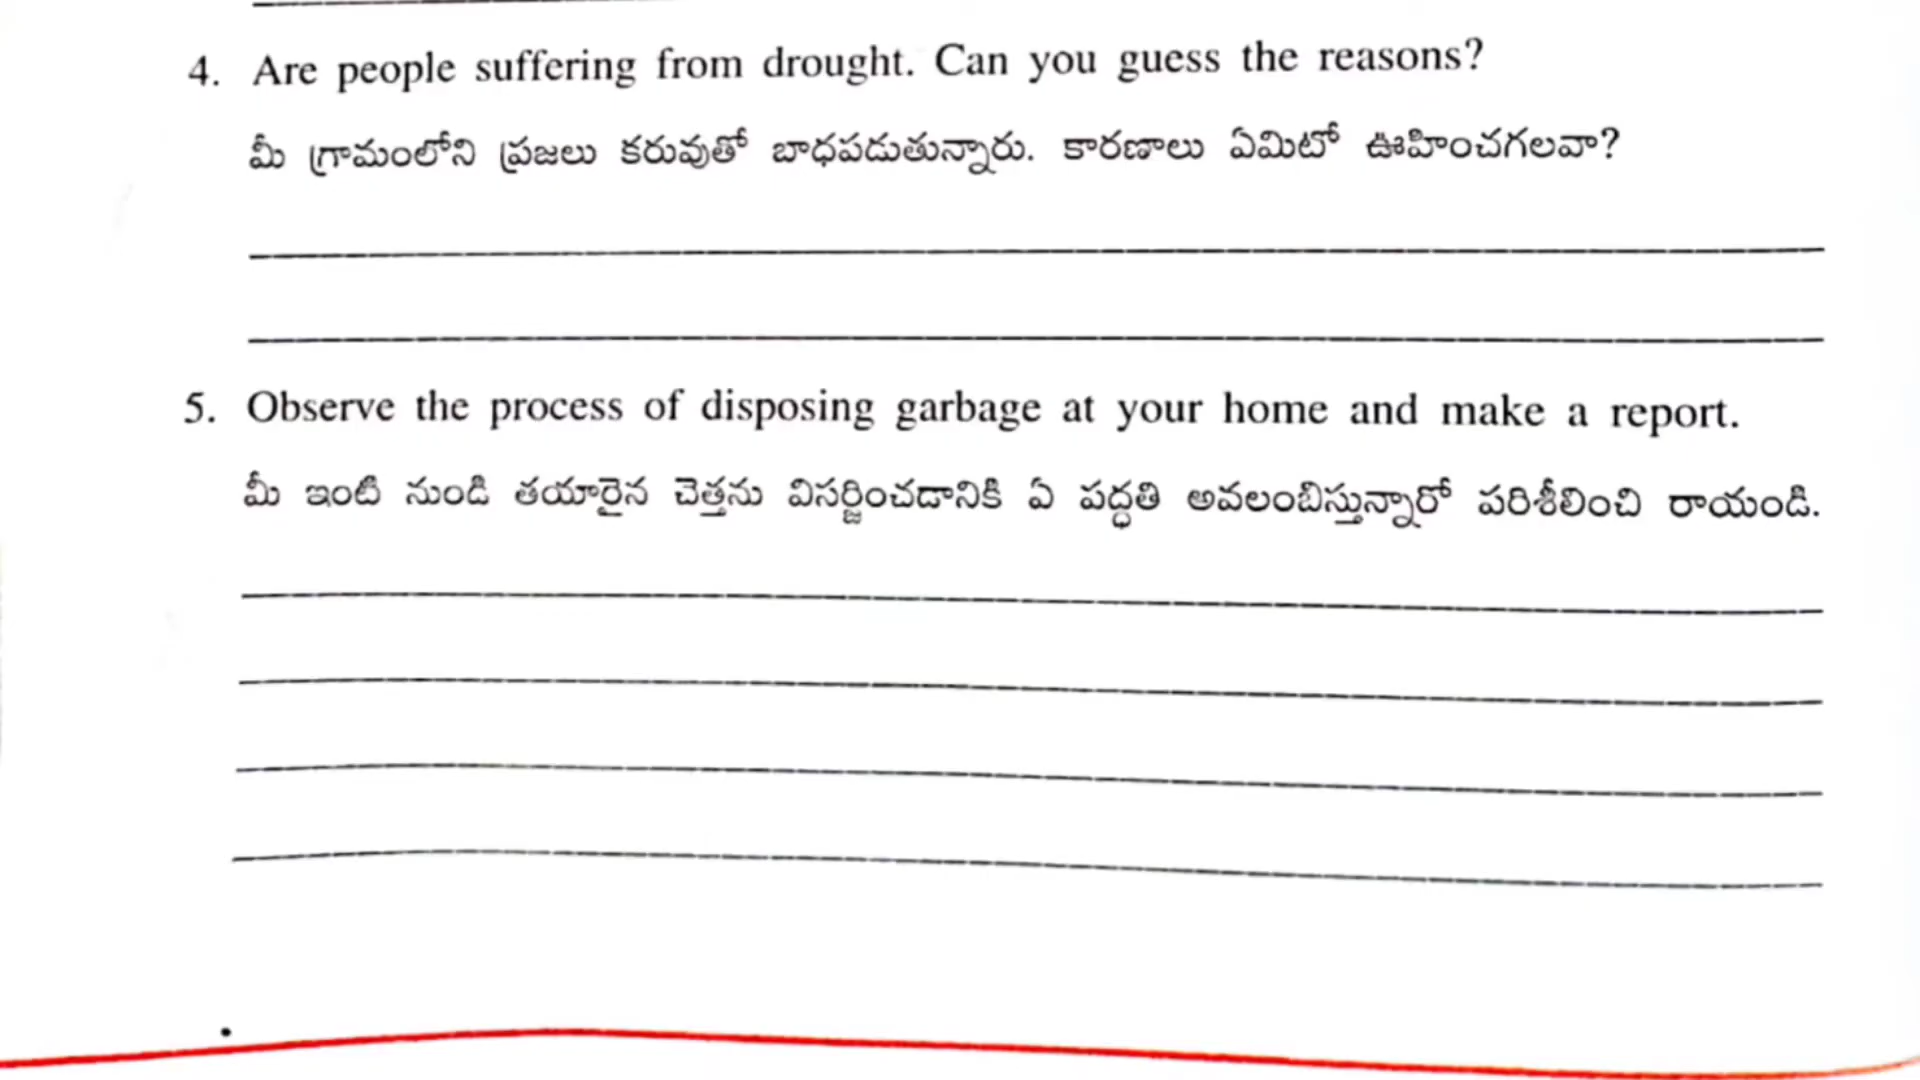 4. Are people suffering from drought. Can you guess the reasons?
మీ గ్రామంలోని ప్రజలు కరువుతో బాధపడుతున్నారు. కారణాలు ఏమిటో ఊహించగలవా?
5. Observe the process of disposing garbage at your home and make a report.
మీ ఇంటి నుండి తయారైన చెత్తను విసర్జించడానికి ఏ పద్ధతి అవలంబిస్తున్నారో పరిశీలించి రాయండి.